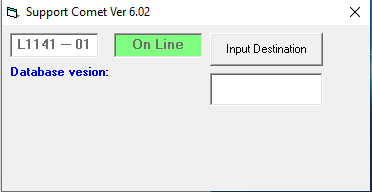 Support Comet Ver 6.02
L1141 – 01 On Line Input Destination
Database vesion: